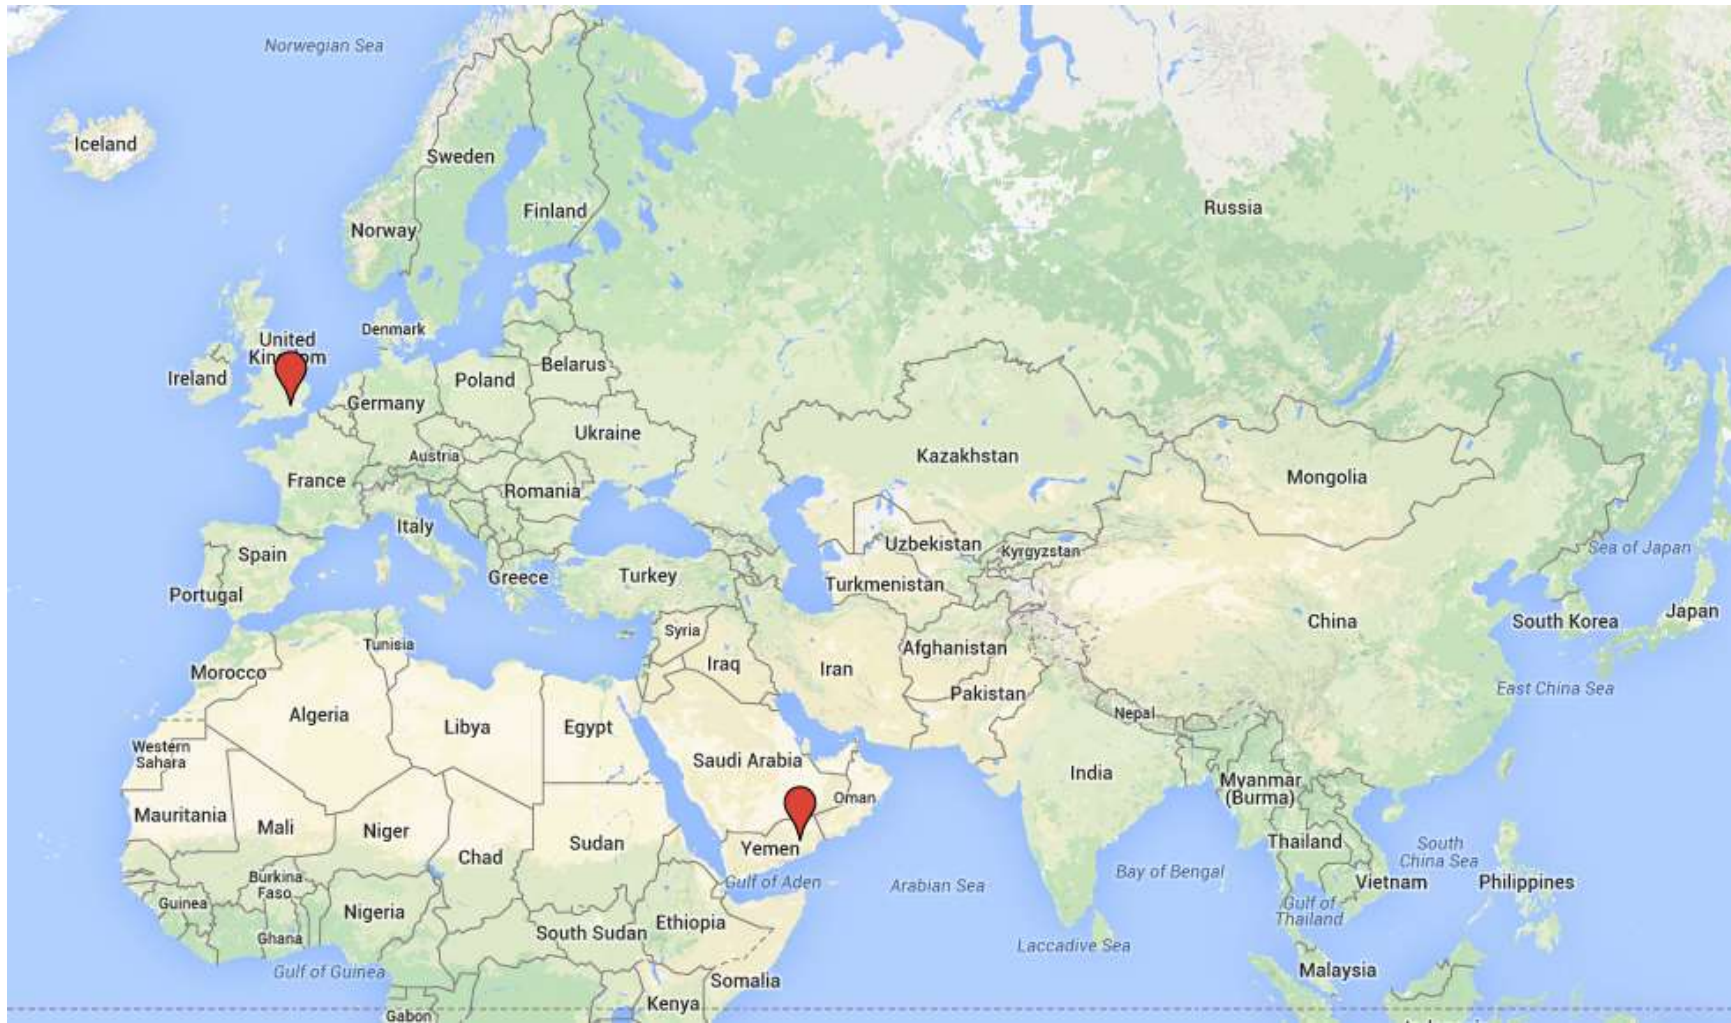 Norwegian Sea
Iceland
Sweden
Finland
Russia
Norway
Denmark
United
Kingdom
Ireland
Belarus
Poland
Germany
Ukraine
Austria
Kazakhstan
France
Mongolia
Romania
Italy
Uzbekistan
Kyrgyzstan
Sea of Japan
Spain
Greece
Turkey
Turkmenistan
Portugal
China
South Korea
Japan
Syria
Tunisia
Afghanistan
Iraq
Iran
Morocco
Pakistan
East China Sea
Nepal
Algeria
Libya
Egypt
Western
Sahara
Saudi Arabia
India
Myanmar
(Burma)
Oman
Mauritania
Mali
Niger
Sudan
Yemen
Thailand
South
China Sea
Chad
Burkina
Faso
Gulf of Aden
Arabian Sea
Bay of Bengal
Vietnam
Philippines
Guinea
Nigeria
Ethiopia
Gulf of
Thailand
Ghana
South Sudan
Laccadive Sea
Gulf of Guinea
Somalia
Malaysia
Kenya
Gabon